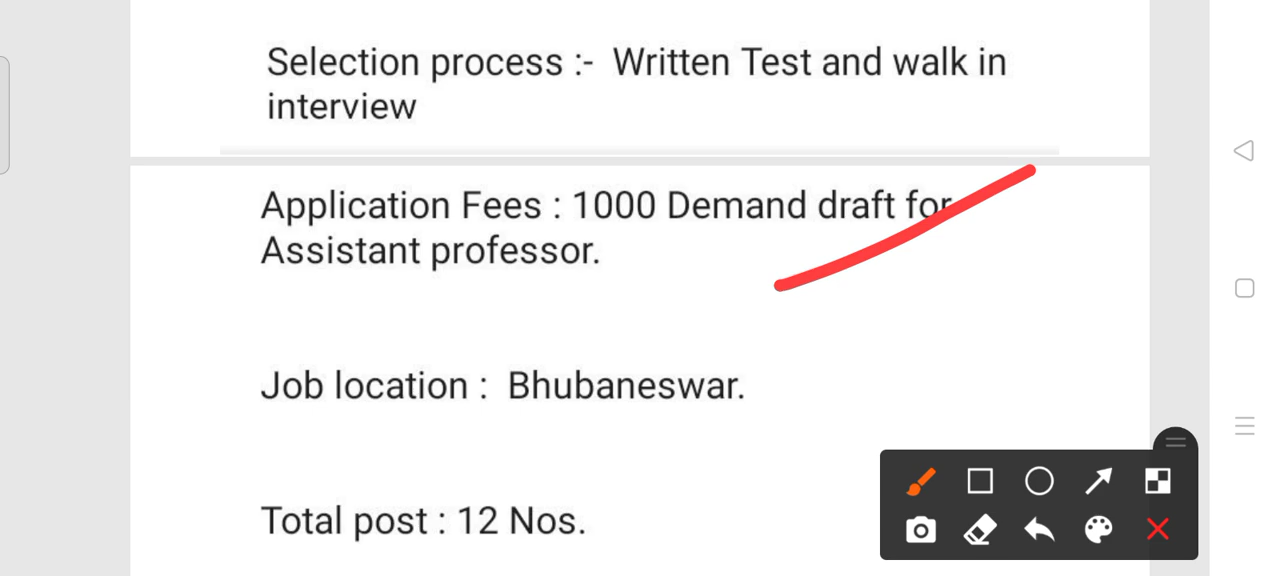 Selection process :- Written Test and walk in
interview
Application Fees : 1000 Demand draft for
Assistant professor.
Job location : Bhubaneswar.
Total post : 12 Nos.